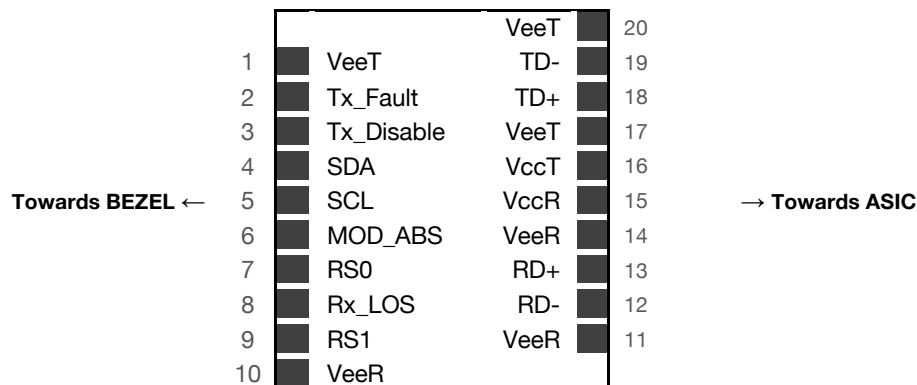 VeeT 20
1 VeeT TD- 19
2 Tx_Fault TD+ 18
3 Tx_Disable VeeT 17
4 SDA VccT 16
Towards BEZEL ← 5 SCL VccR 15 → Towards ASIC
6 MOD_ABS VeeR 14
7 RS0 RD+ 13
8 Rx_LOS RD- 12
9 RS1 VeeR 11
10 VeeR